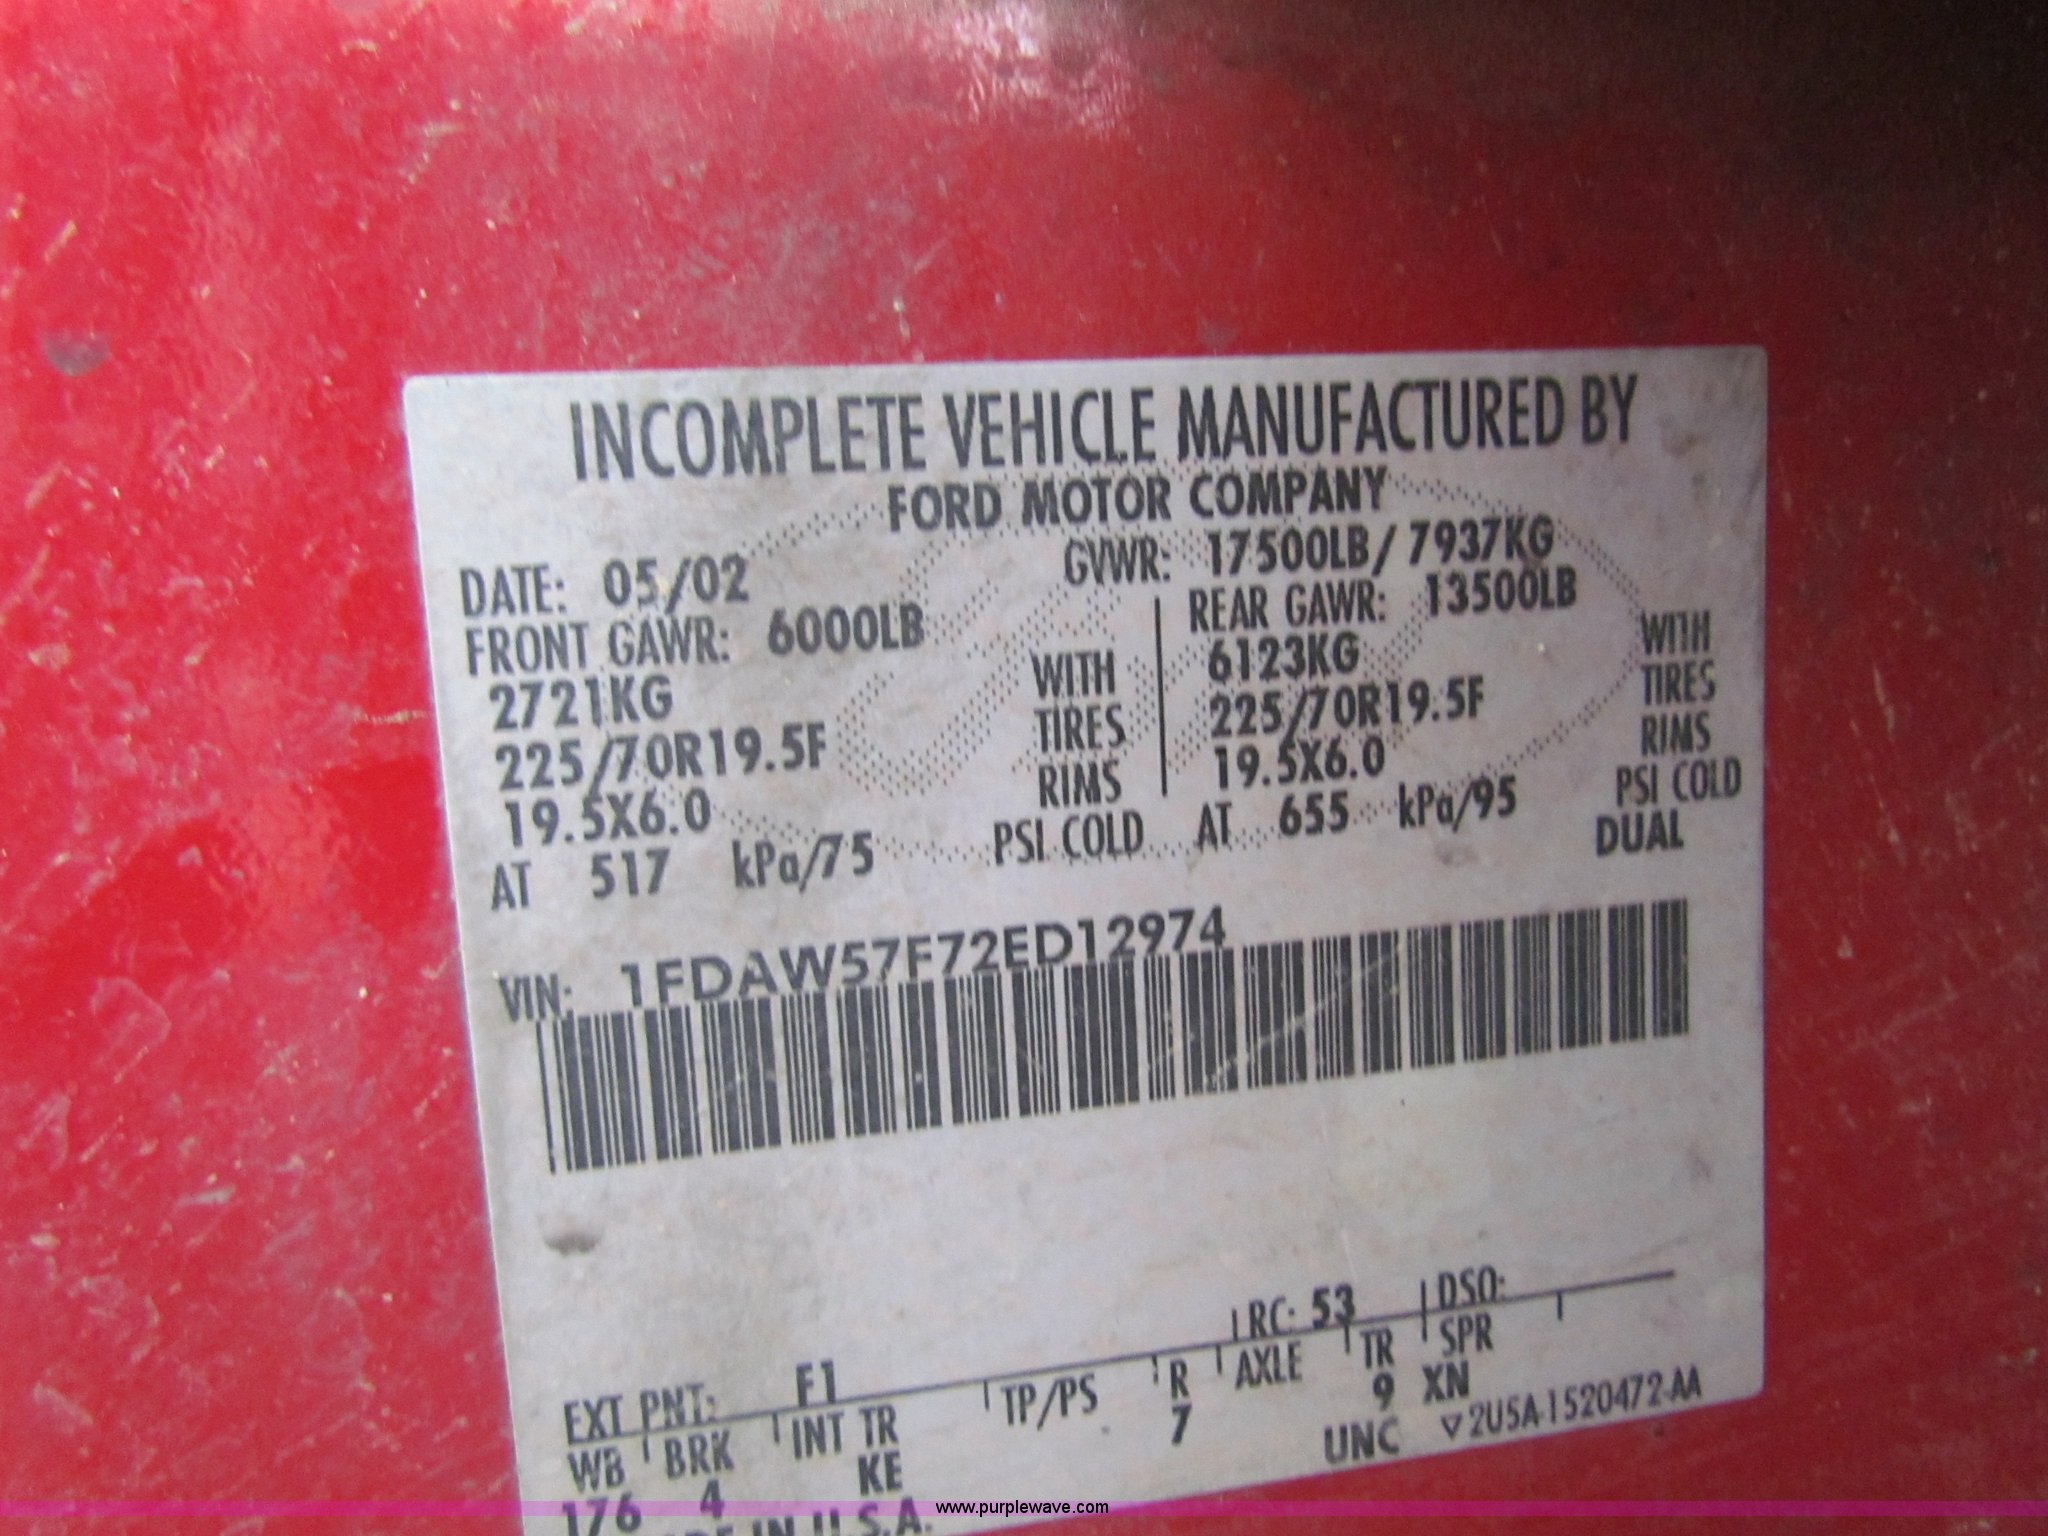 INCOMPLETE VEHICLE MANUFACTURED BY
FORD MOTOR COMPANY
DATE: 05/02 GVWR: 17500LB/ 7937KG
FRONT GAWR: 6000LB REAR GAWR: 13500LB
2721KG WITH 6123KG WITH
225/70R19.5F TIRES 225/70R19.5F TIRES
19.5X6.0 RIMS 19.5X6.0 RIMS
AT 517 kPa/75 PSI COLD AT 655 kPa/95 PSI COLD
DUAL
VIN: 1FDAW57F72ED12974
EXT PNT: F1 RC: 53 DSO:
WB BRK INT TR TP/PS R AXLE TR SPR
176 4 KE 7 9 XN
UNC ▽2U5A-1520472-AA
IN U.S.A.
www.purplewave.com